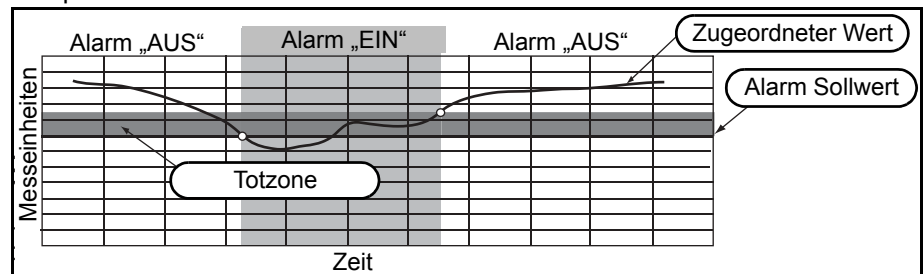 Alarm „AUS“
Alarm „EIN“
Alarm „AUS“
Zugeordneter Wert
Alarm Sollwert
Messeinheiten
Totzone
Zeit